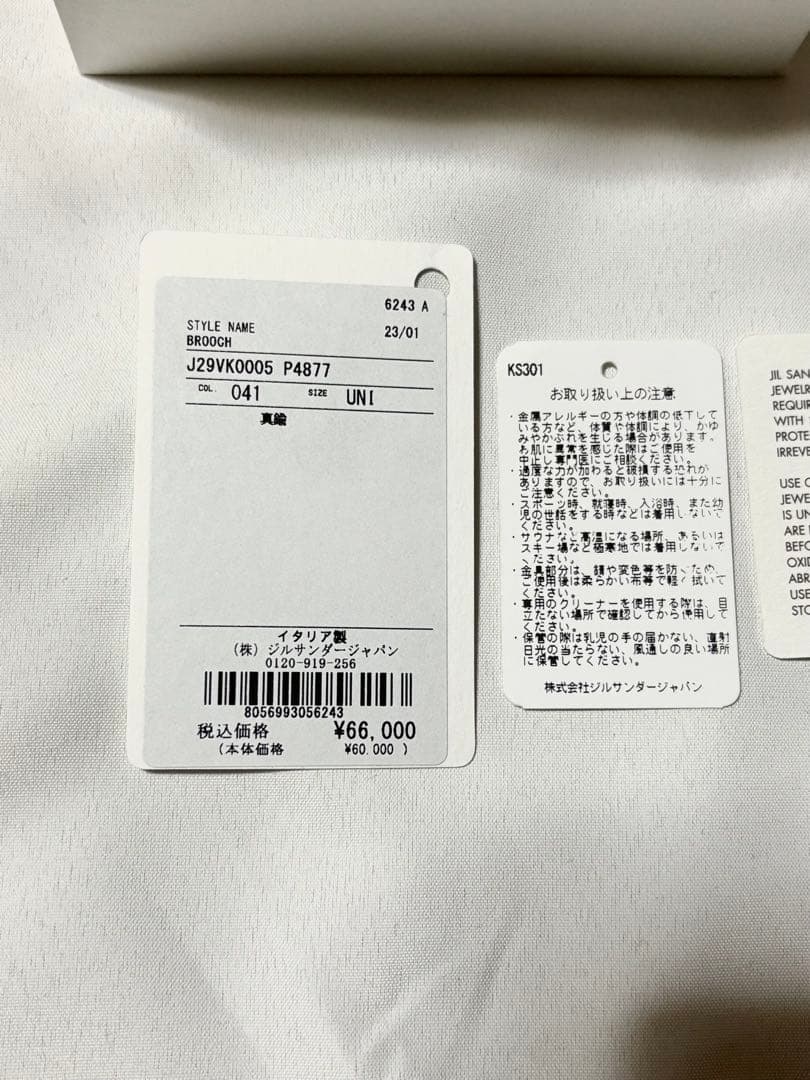 6243 A
STYLE NAME
23/01
BROOCH
J29VK0005 P4877
COL. 041 SIZE UNI
真鍮
イタリア製
(株) ジルサンダージャパン
0120-919-256
8056993056243
税込価格 ¥66,000
(本体価格 ¥60.000 )
KS301
お取り扱い上の注意
・金属アレルギーの方や体調の低下して
いる方など、体質や体調により、かゆ
みやかぶれを生じる場合があります。
お肌に異常を感じた際はご使用を
中止し専門医にご相談ください。
・過度な力が加わると破損する恐れが
ありますので、お取り扱いには十分に
ご注意ください。
・スポーツ時、就寝時、入浴時、また幼
児の世話をする時などは着用しないで
ください。
・サウナなど高温になる場所、あるいは
スキー場など極寒地では着用しないで
ください。
・金具部分は、錆や変色等を防ぐため、
ご使用後は柔らかい布等で軽く拭いて
ください。
・専用のクリーナーを使用する際は、目
立たない場所で確認してから使用して
ください。
・保管の際は乳児の手の届かない、直射
日光の当たらない、風通しの良い場所
に保管してください。
株式会社ジルサンダージャパン
JIL SAN
JEWELR
REQUIR
WITH
PROTE
IRREVE
USE
JEWE
IS UN
ARE
BEFO
OXID
ABR
USE
STO